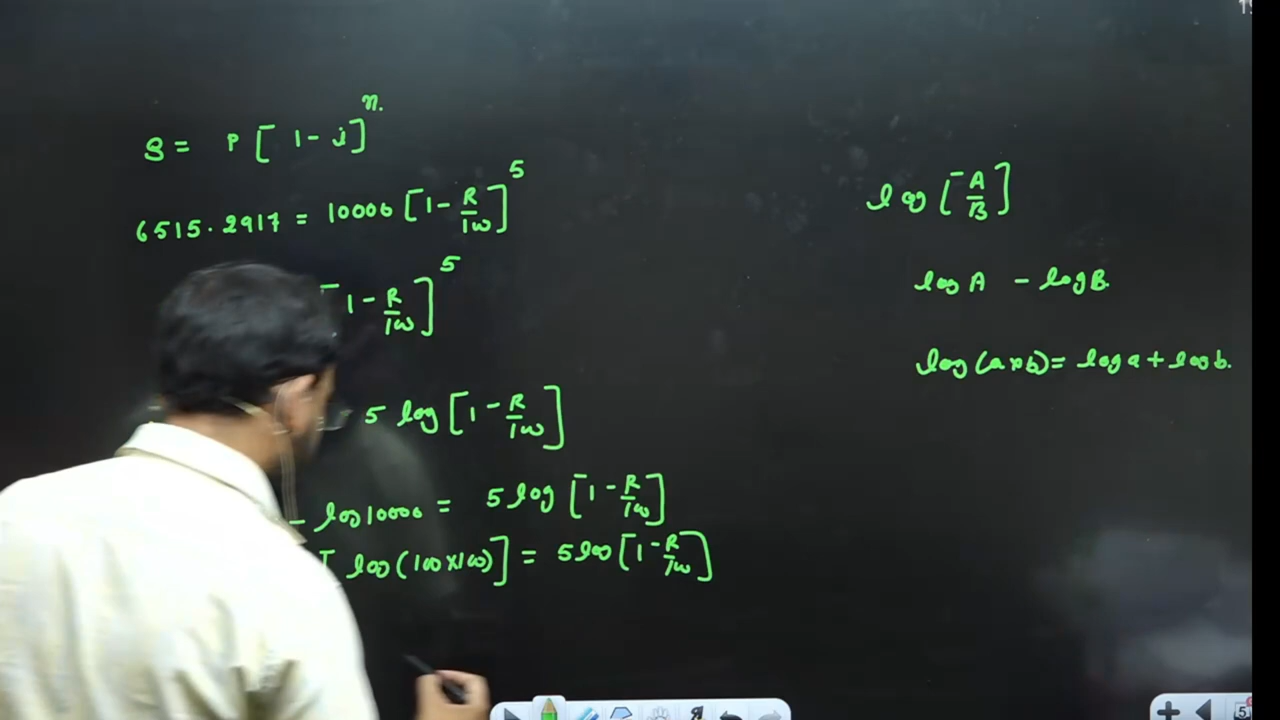 S = P [ 1 - i ]^n.
6515.2917 = 10000 [ 1 - R/100 ]^5
[ 1 - R/100 ]^5
5 log [ 1 - R/100 ]
- log 10000 = 5 log [ 1 - R/100 ]
[ log (100×100) ] = 5 log [ 1 - R/100 ]
log [ A/B ]
log A - log B.
log (a×b) = log a + log b.